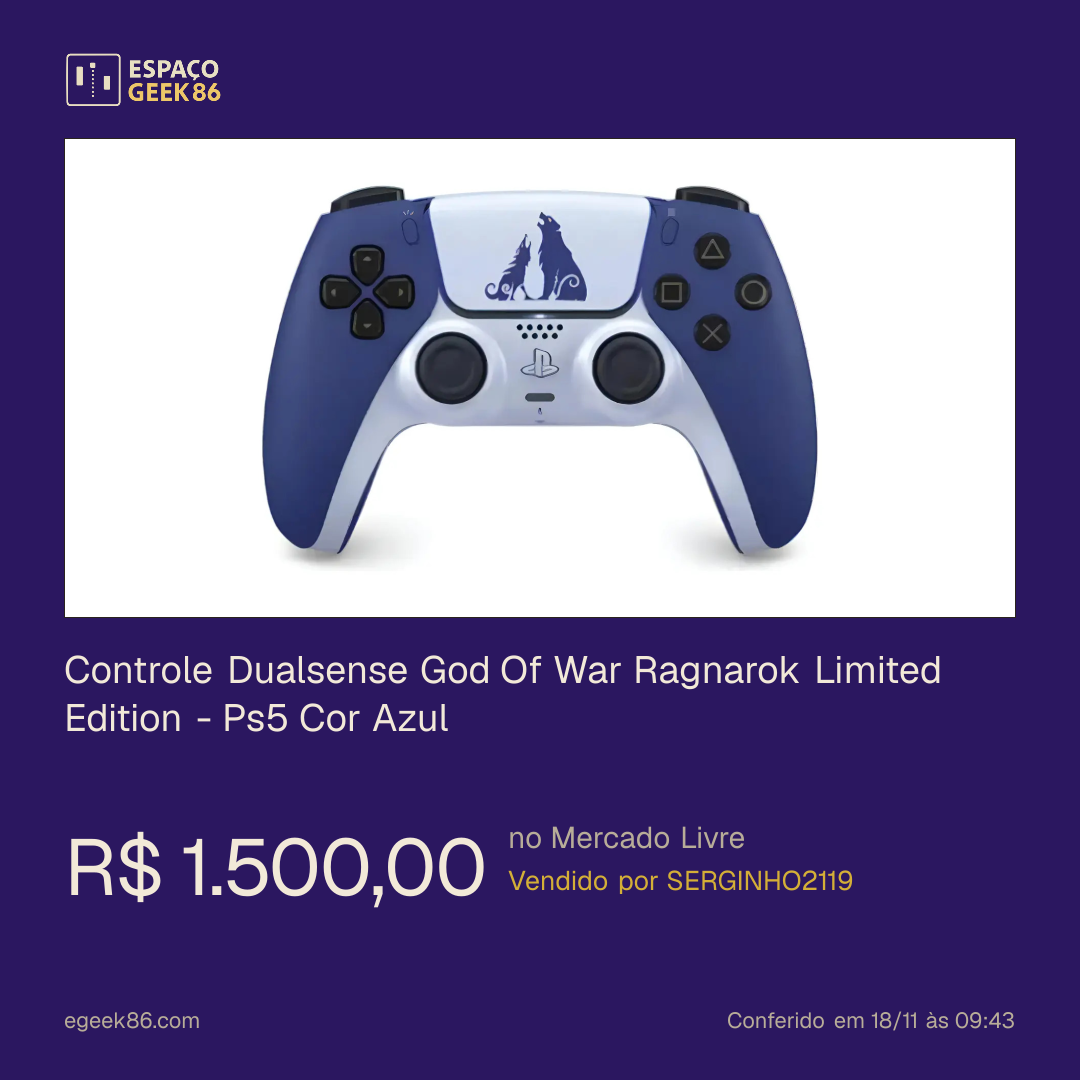 ESPAÇO
GEEK86
Controle Dualsense God Of War Ragnarok Limited
Edition - Ps5 Cor Azul
R$ 1.500,00
no Mercado Livre
Vendido por SERGINHO2119
egeek86.com
Conferido em 18/11 às 09:43